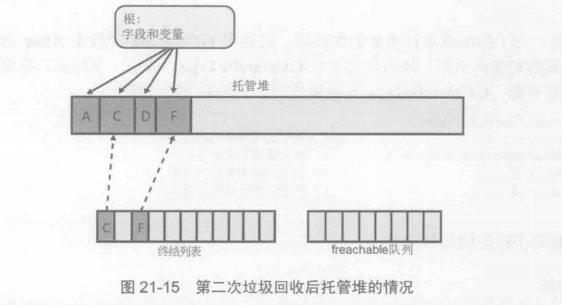 根:
字段和变量
托管堆
A C D F
C F
终结列表
freachable队列
图 21-15 第二次垃圾回收后托管堆的情况